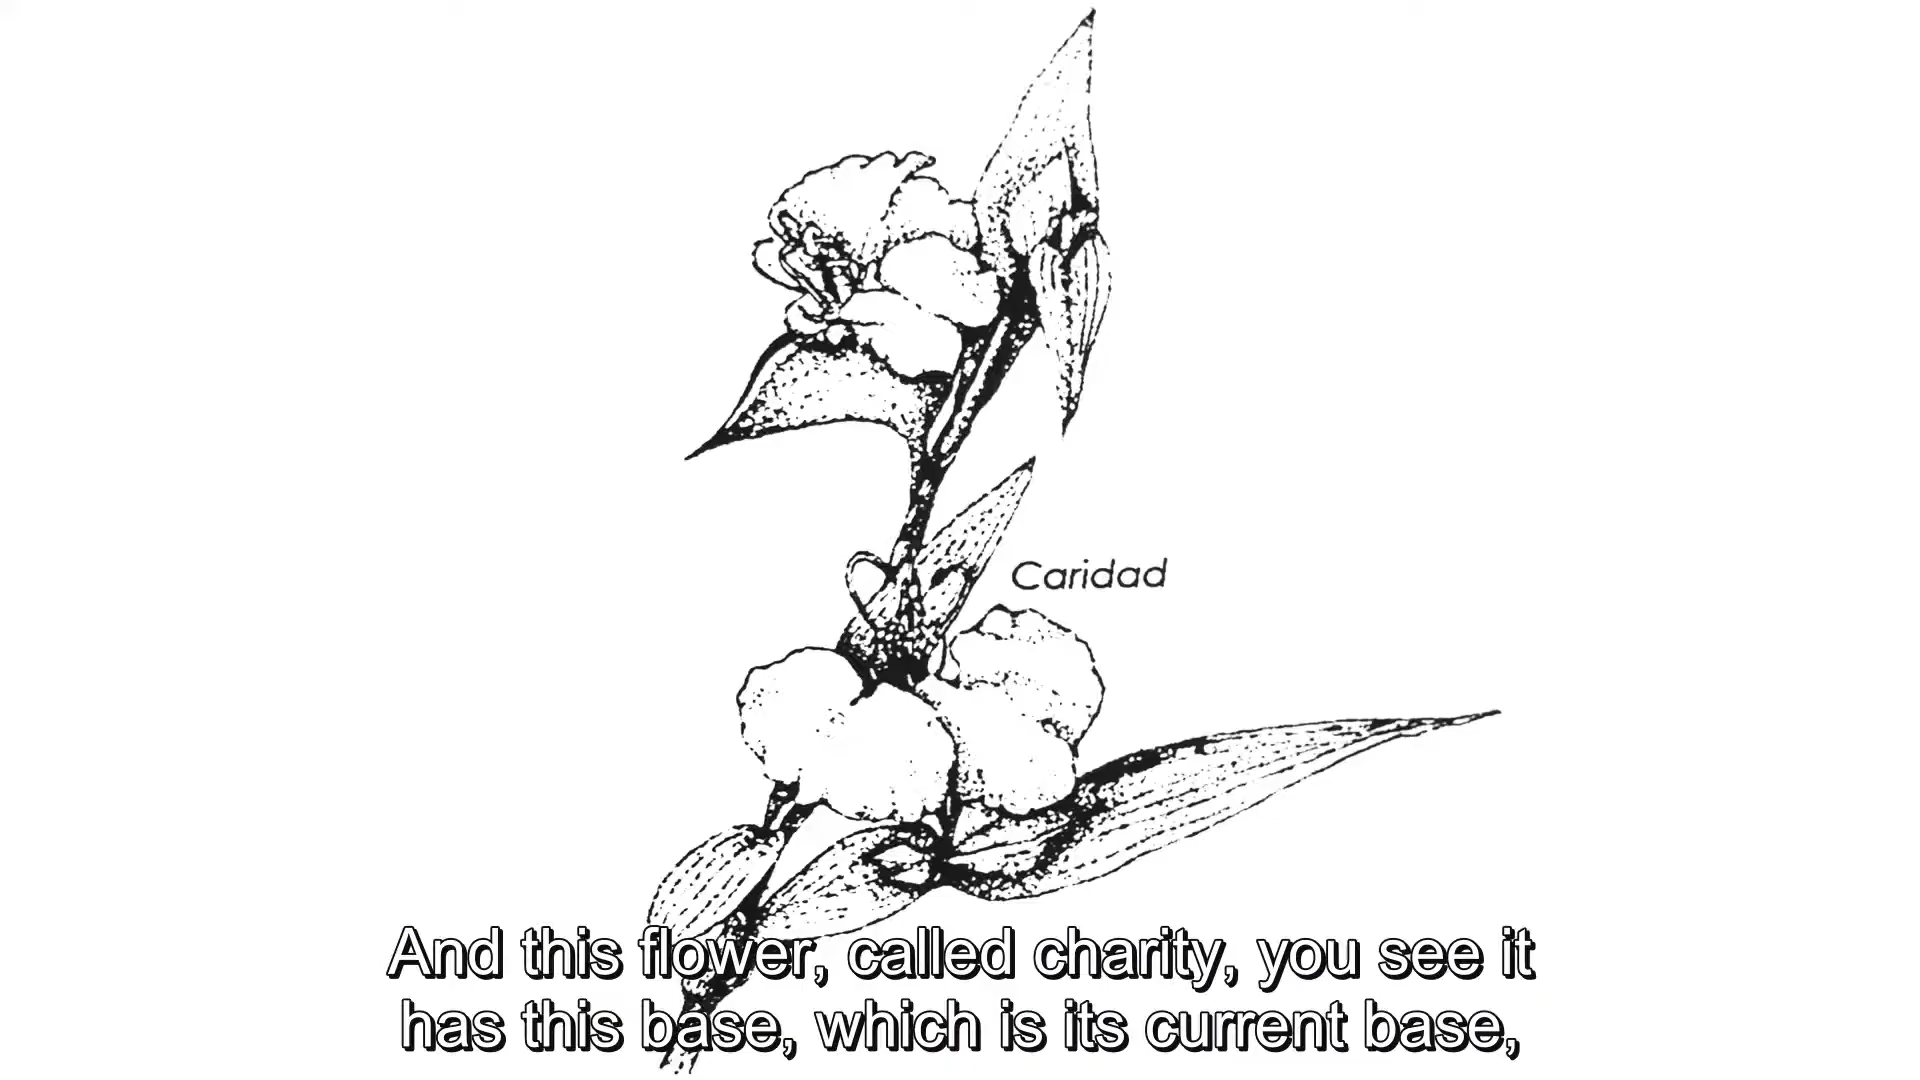 Caridad
And this flower, called charity, you see it
has this base, which is its current base,